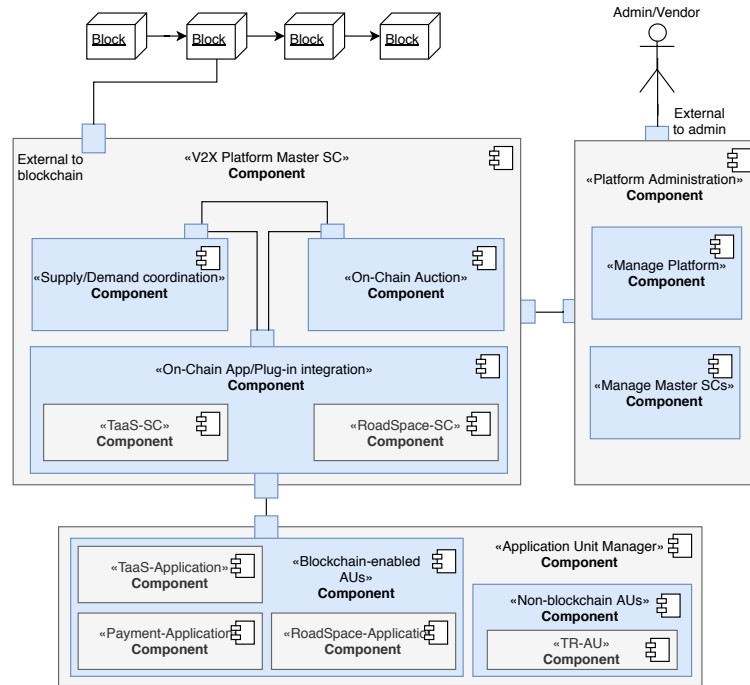 Block
Block
Block
Block
Admin/Vendor
External
to admin
External to
blockchain
«V2X Platform Master SC»
Component
«Platform Administration»
Component
«Supply/Demand coordination»
Component
«On-Chain Auction»
Component
«Manage Platform»
Component
«On-Chain App/Plug-in integration»
Component
«Manage Master SCs»
Component
«TaaS-SC»
Component
«RoadSpace-SC»
Component
«Application Unit Manager»
Component
«Blockchain-enabled
AUs»
Component
«TaaS-Application»
Component
«Non-blockchain AUs»
Component
«Payment-Application
Component
«RoadSpace-Applicatio
Component
«TR-AU»
Component